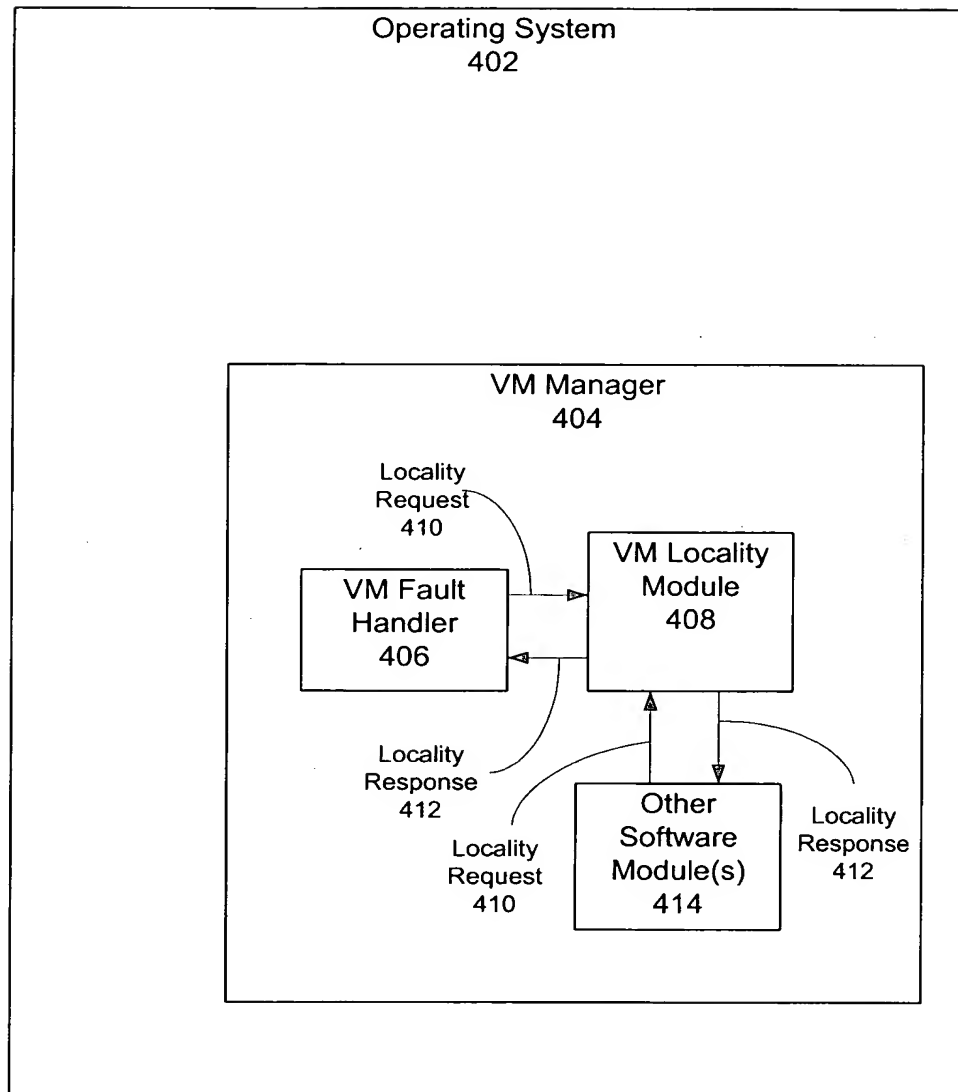 Operating System
402
VM Manager
404
Locality
Request
410
VM Fault
Handler
406
VM Locality
Module
408
Locality
Response
412
Locality
Request
410
Other
Software
Module(s)
414
Locality
Response
412